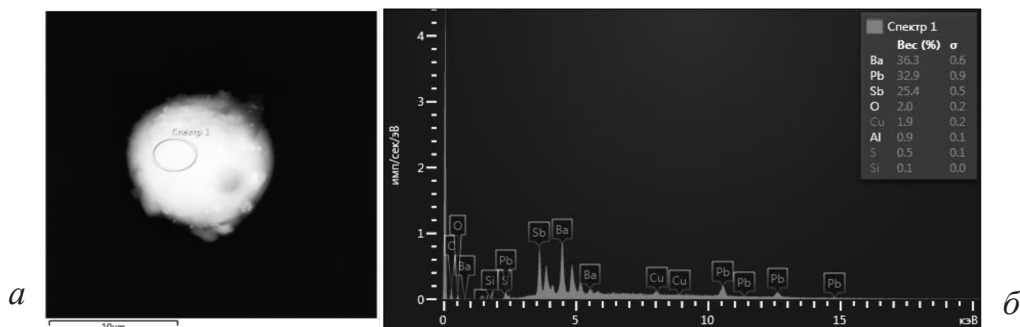 а
Спектр 1
10μm
имп/сек/эВ
4
3
2
1
0
O
C
Ba
Si
S
Pb
Sb
Ba
Ba
Cu
Cu
Pb
Pb
Pb
Pb
0
5
10
15
кэВ
Спектр 1
Вес (%) σ
Ba 36.3 0.6
Pb 32.9 0.9
Sb 25.4 0.5
O 2.0 0.2
Cu 1.9 0.2
Al 0.9 0.1
S 0.5 0.1
Si 0.1 0.0
б